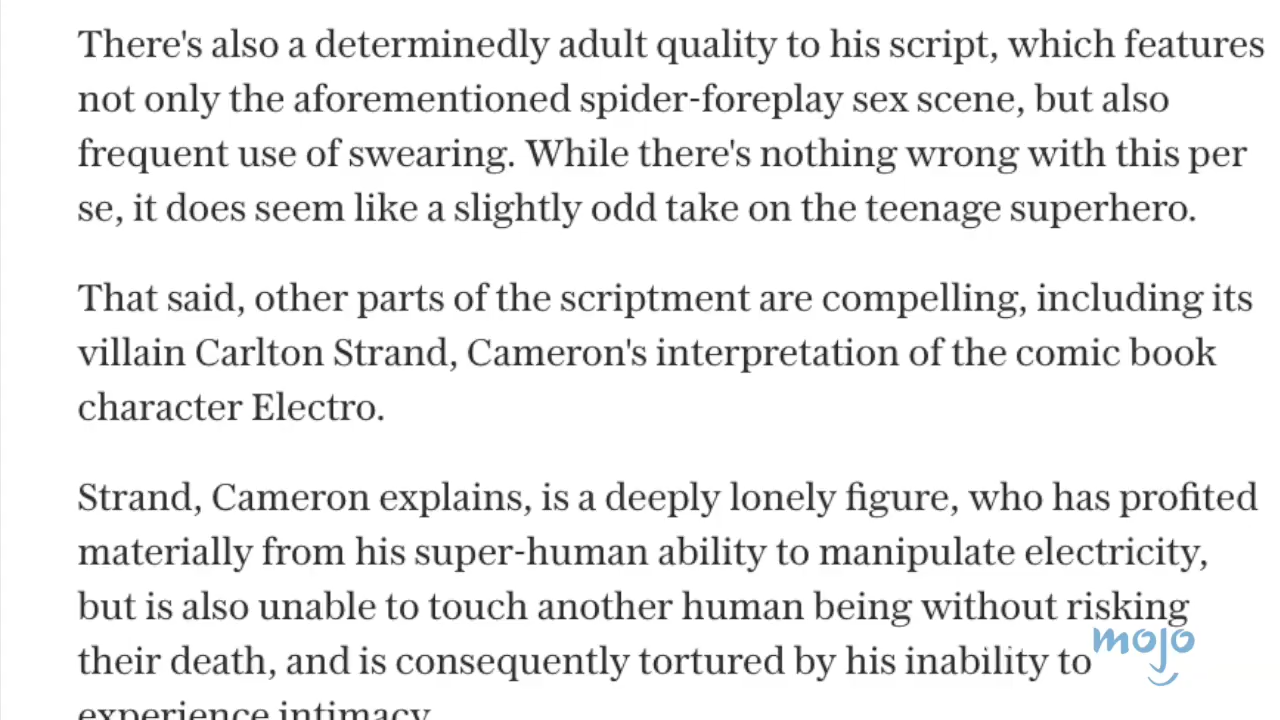 There's also a determinedly adult quality to his script, which features
not only the aforementioned spider-foreplay sex scene, but also
frequent use of swearing. While there's nothing wrong with this per
se, it does seem like a slightly odd take on the teenage superhero.
That said, other parts of the scriptment are compelling, including its
villain Carlton Strand, Cameron's interpretation of the comic book
character Electro.
Strand, Cameron explains, is a deeply lonely figure, who has profited
materially from his super-human ability to manipulate electricity,
but is also unable to touch another human being without risking
their death, and is consequently tortured by his inability to
experience intimacy
mojo